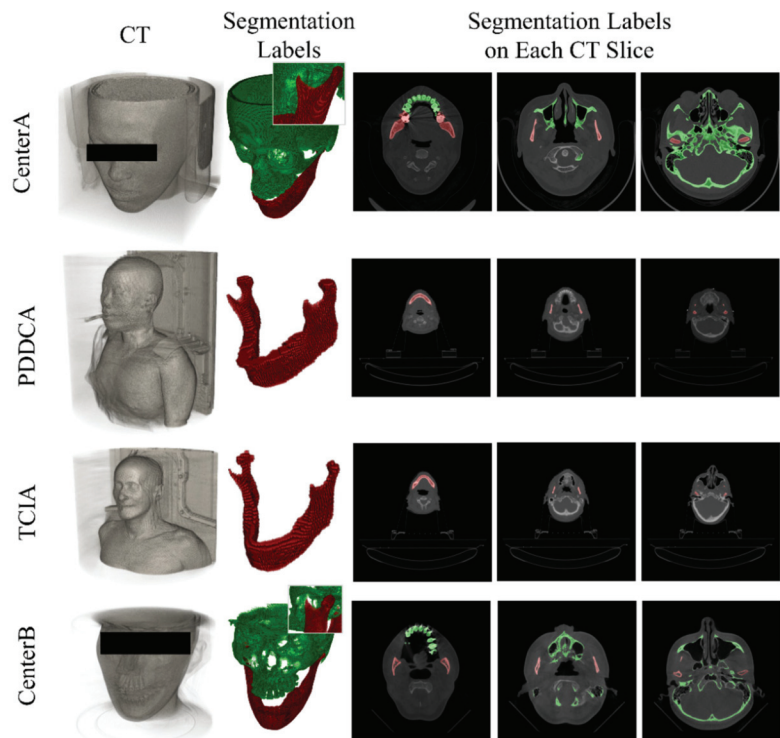 CT
Segmentation
Labels
Segmentation Labels
on Each CT Slice
CenterA
PDDCA
TCIA
CenterB